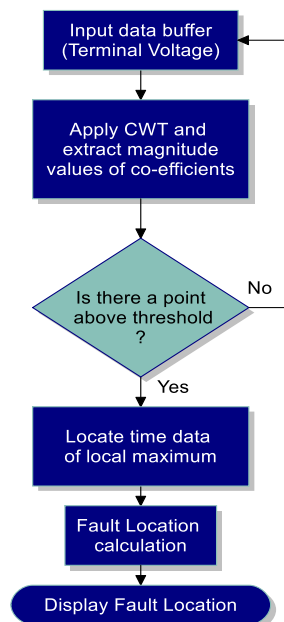 Input data buffer
(Terminal Voltage)
Apply CWT and
extract magnitude
values of co-efficients
Is there a point
above threshold
?
No
Yes
Locate time data
of local maximum
Fault Location
calculation
Display Fault Location